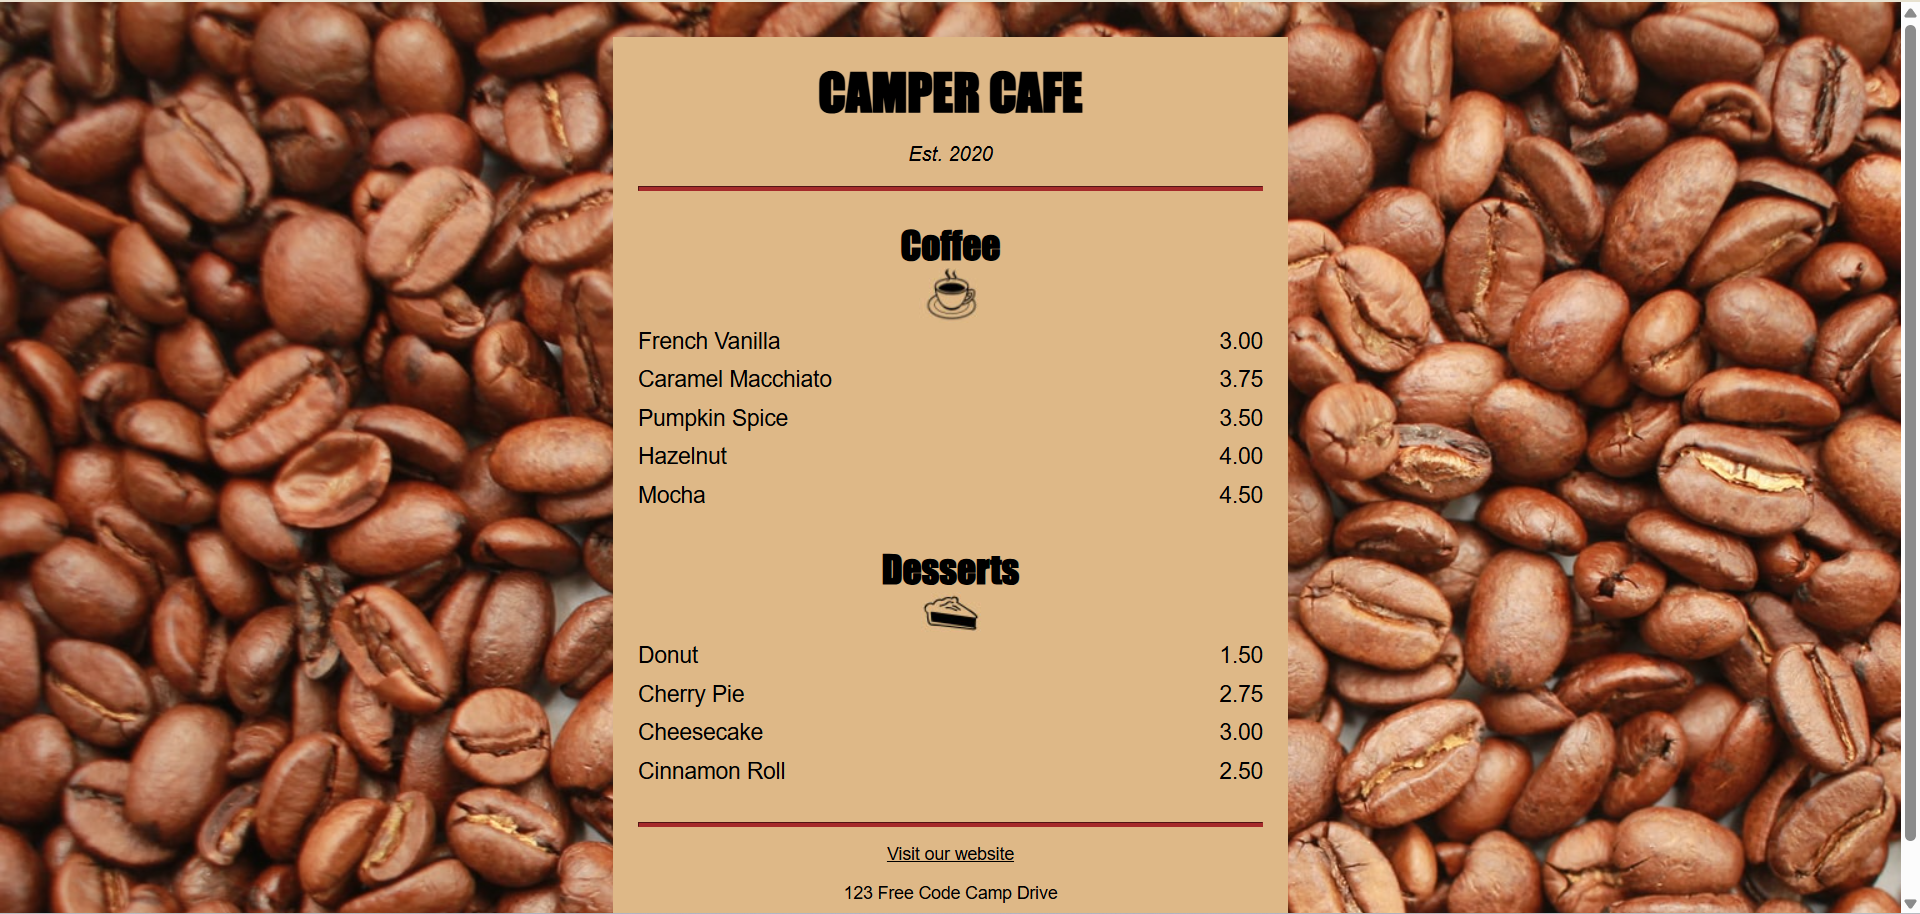 CAMPER CAFE
Est. 2020
Coffee
French Vanilla 3.00
Caramel Macchiato 3.75
Pumpkin Spice 3.50
Hazelnut 4.00
Mocha 4.50
Desserts
Donut 1.50
Cherry Pie 2.75
Cheesecake 3.00
Cinnamon Roll 2.50
Visit our website
123 Free Code Camp Drive